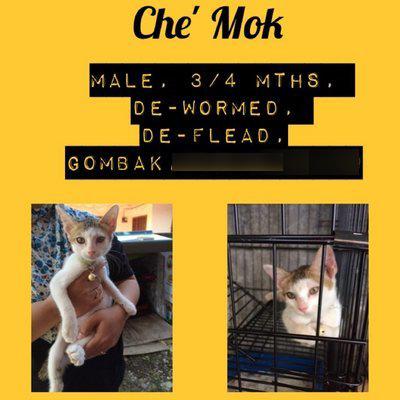 Che' Mok
MALE, 3/4 MTHS,
DE-WORMED,
DE-FLEAD,
GOMBAK